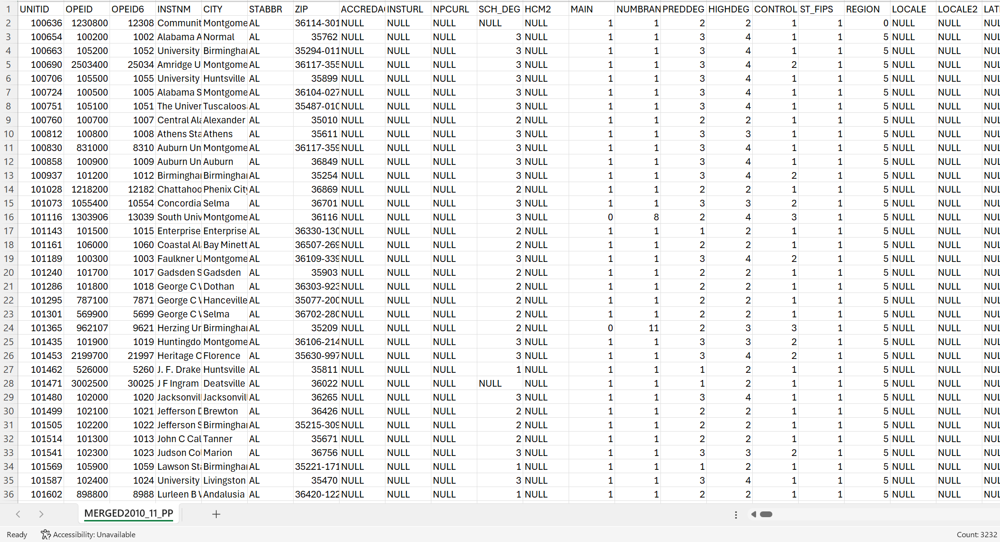 1 UNITID OPEID OPEID6 INSTNM CITY STABBR ZIP ACCREDA INSTURL NPCURL SCH_DEG HCM2 MAIN NUMBRAN PREDDEG HIGHDEG CONTROL ST_FIPS REGION LOCALE LOCALE2 LAT
2 100636 1230800 12308 Communit Montgome AL 36114-301 NULL NULL NULL NULL NULL 1 1 2 2 1 1 0 NULL NULL NUL
3 100654 100200 1002 Alabama A Normal AL 35762 NULL NULL NULL 3 NULL 1 1 3 4 1 1 5 NULL NULL NUL
4 100663 105200 1052 University Birmingha AL 35294-011 NULL NULL NULL 3 NULL 1 1 3 4 1 1 5 NULL NULL NUL
5 100690 2503400 25034 Amridge U Montgome AL 36117-355 NULL NULL NULL 3 NULL 1 1 3 4 2 1 5 NULL NULL NUL
6 100706 105500 1055 University Huntsville AL 35899 NULL NULL NULL 3 NULL 1 1 3 4 1 1 5 NULL NULL NUL
7 100724 100500 1005 Alabama S Montgome AL 36104-027 NULL NULL NULL 3 NULL 1 1 3 4 1 1 5 NULL NULL NUL
8 100751 105100 1051 The Univer Tuscaloos AL 35487-010 NULL NULL NULL 3 NULL 1 1 3 4 1 1 5 NULL NULL NUL
9 100760 100700 1007 Central Ala Alexander AL 35010 NULL NULL NULL 2 NULL 1 1 2 2 1 1 5 NULL NULL NUL
10 100812 100800 1008 Athens Sta Athens AL 35611 NULL NULL NULL 3 NULL 1 1 3 3 1 1 5 NULL NULL NUL
11 100830 831000 8310 Auburn Un Montgome AL 36117-359 NULL NULL NULL 3 NULL 1 1 3 4 1 1 5 NULL NULL NUL
12 100858 100900 1009 Auburn Un Auburn AL 36849 NULL NULL NULL 3 NULL 1 1 3 4 1 1 5 NULL NULL NUL
13 100937 101200 1012 Birmingha Birmingha AL 35254 NULL NULL NULL 3 NULL 1 1 3 4 2 1 5 NULL NULL NUL
14 101028 1218200 12182 Chattahoo Phenix City AL 36869 NULL NULL NULL 2 NULL 1 1 2 2 1 1 5 NULL NULL NUL
15 101073 1055400 10554 Concordia Selma AL 36701 NULL NULL NULL 3 NULL 1 1 3 3 2 1 5 NULL NULL NUL
16 101116 1303906 13039 South Univ Montgome AL 36116 NULL NULL NULL 3 NULL 0 8 2 4 3 1 5 NULL NULL NUL
17 101143 101500 1015 Enterprise Enterprise AL 36330-130 NULL NULL NULL 2 NULL 1 1 1 2 1 1 5 NULL NULL NUL
18 101161 106000 1060 Coastal Al Bay Minett AL 36507-269 NULL NULL NULL 2 NULL 1 1 2 2 1 1 5 NULL NULL NUL
19 101189 100300 1003 Faulkner U Montgome AL 36109-339 NULL NULL NULL 3 NULL 1 1 3 4 2 1 5 NULL NULL NUL
20 101240 101700 1017 Gadsden S Gadsden AL 35903 NULL NULL NULL 2 NULL 1 1 2 2 1 1 5 NULL NULL NUL
21 101286 101800 1018 George C W Dothan AL 36303-923 NULL NULL NULL 2 NULL 1 1 2 2 1 1 5 NULL NULL NUL
22 101295 787100 7871 George C W Hanceville AL 35077-200 NULL NULL NULL 2 NULL 1 1 2 2 1 1 5 NULL NULL NUL
23 101301 569900 5699 George C W Selma AL 36702-280 NULL NULL NULL 2 NULL 1 1 2 2 1 1 5 NULL NULL NUL
24 101365 962107 9621 Herzing Un Birmingha AL 35209 NULL NULL NULL 2 NULL 0 11 2 3 3 1 5 NULL NULL NUL
25 101435 101900 1019 Huntingdo Montgome AL 36106-214 NULL NULL NULL 3 NULL 1 1 3 3 2 1 5 NULL NULL NUL
26 101453 2199700 21997 Heritage C Florence AL 35630-997 NULL NULL NULL 3 NULL 1 1 3 4 2 1 5 NULL NULL NUL
27 101462 526000 5260 J. F. Drake Huntsville AL 35811 NULL NULL NULL 1 NULL 1 1 1 2 1 1 5 NULL NULL NUL
28 101471 3002500 30025 J F Ingram Deatsville AL 36022 NULL NULL NULL NULL NULL 1 1 1 2 1 1 5 NULL NULL NUL
29 101480 102000 1020 Jacksonvil Jacksonvil AL 36265 NULL NULL NULL 3 NULL 1 1 3 4 1 1 5 NULL NULL NUL
30 101499 102100 1021 Jefferson D Brewton AL 36426 NULL NULL NULL 2 NULL 1 1 2 2 1 1 5 NULL NULL NUL
31 101505 102200 1022 Jefferson S Birmingha AL 35215-309 NULL NULL NULL 2 NULL 1 1 2 2 1 1 5 NULL NULL NUL
32 101514 101300 1013 John C Cal Tanner AL 35671 NULL NULL NULL 2 NULL 1 1 2 2 1 1 5 NULL NULL NUL
33 101541 102300 1023 Judson Col Marion AL 36756 NULL NULL NULL 3 NULL 1 1 3 3 2 1 5 NULL NULL NUL
34 101569 105900 1059 Lawson Sta Birmingha AL 35221-171 NULL NULL NULL 1 NULL 1 1 1 2 1 1 5 NULL NULL NUL
35 101587 102400 1024 University Livingston AL 35470 NULL NULL NULL 3 NULL 1 1 3 4 1 1 5 NULL NULL NUL
36 101602 898800 8988 Lurleen B W Andalusia AL 36420-122 NULL NULL NULL 1 NULL 1 1 2 2 1 1 5 NULL NULL NUL
MERGED2010_11_PP
Ready Accessibility: Unavailable Count: 3232